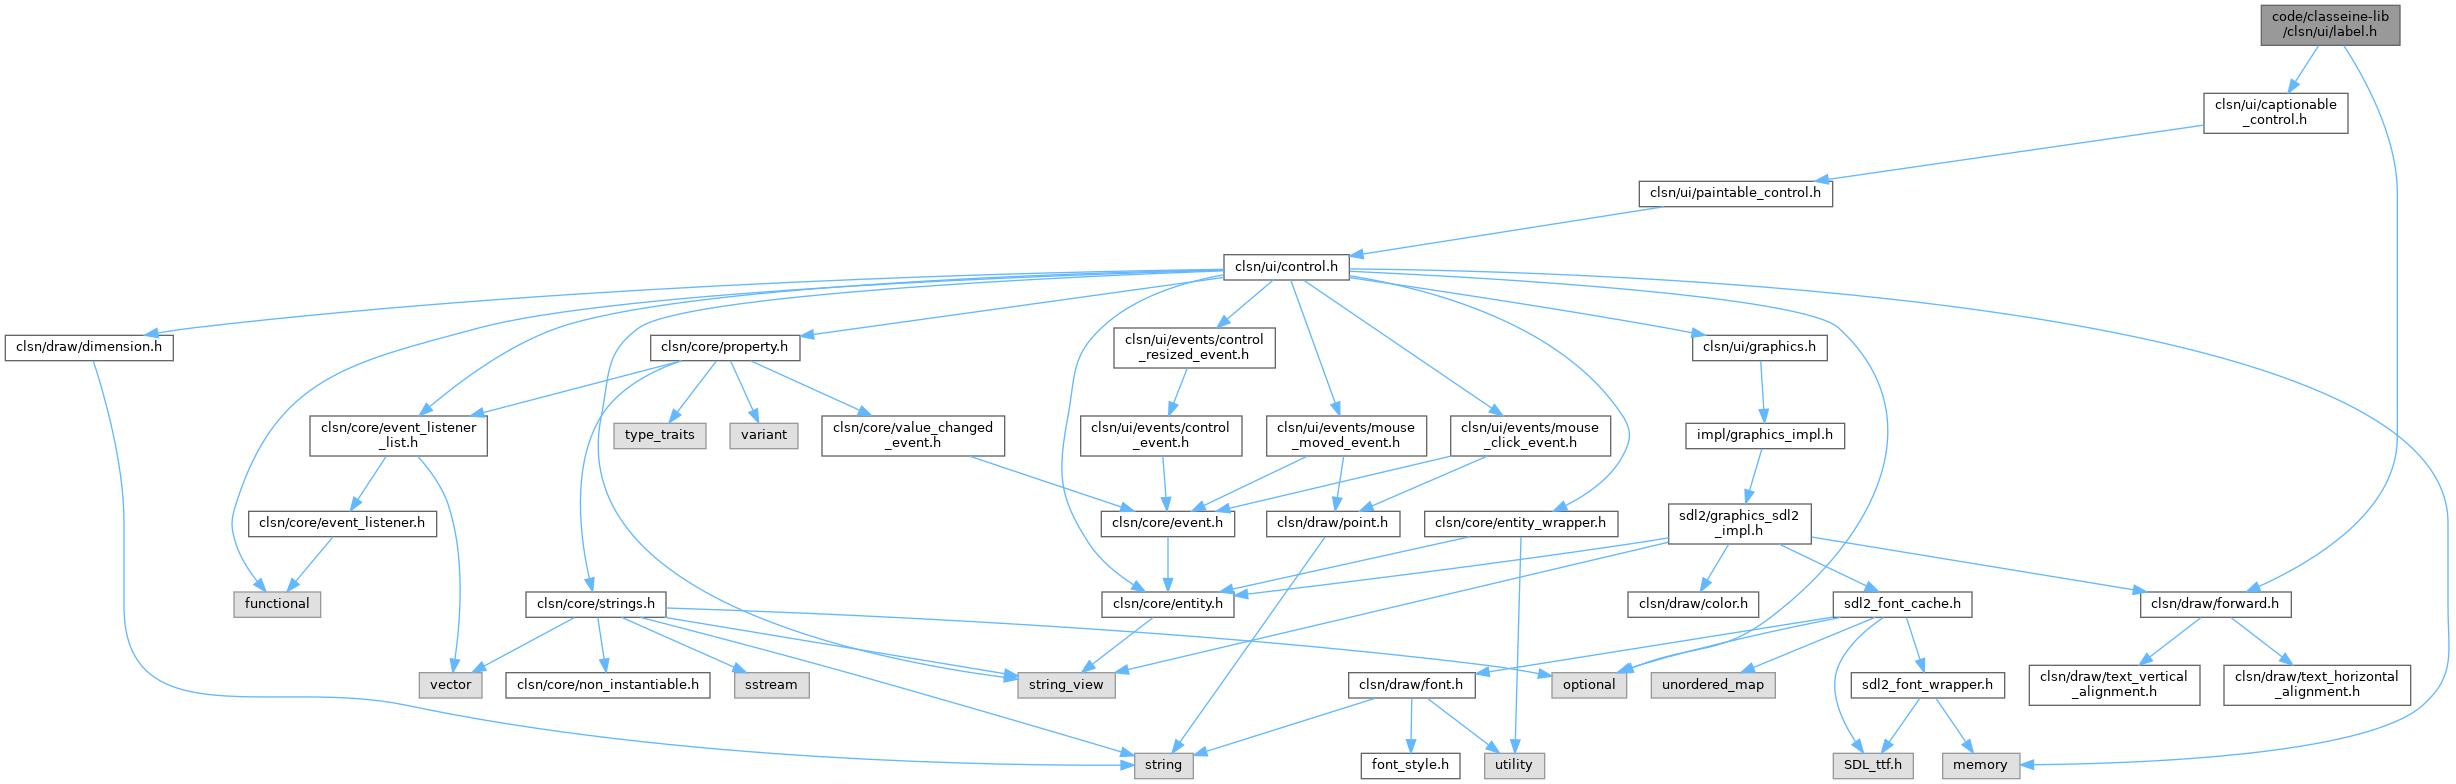 code/classeine-lib
/clsn/ui/label.h
clsn/ui/captionable
_control.h
clsn/ui/paintable_control.h
clsn/ui/control.h
clsn/draw/dimension.h
clsn/core/property.h
clsn/ui/events/control
_resized_event.h
clsn/ui/graphics.h
clsn/core/event_listener
_list.h
type_traits
variant
clsn/core/value_changed
_event.h
clsn/ui/events/control
_event.h
clsn/ui/events/mouse
_moved_event.h
clsn/ui/events/mouse
_click_event.h
impl/graphics_impl.h
clsn/core/event_listener.h
clsn/core/event.h
clsn/draw/point.h
clsn/core/entity_wrapper.h
sdl2/graphics_sdl2
_impl.h
functional
clsn/core/strings.h
clsn/core/entity.h
clsn/draw/color.h
sdl2_font_cache.h
clsn/draw/forward.h
vector
clsn/core/non_instantiable.h
sstream
string_view
clsn/draw/font.h
optional
unordered_map
sdl2_font_wrapper.h
clsn/draw/text_vertical
_alignment.h
clsn/draw/text_horizontal
_alignment.h
string
font_style.h
utility
SDL_ttf.h
memory